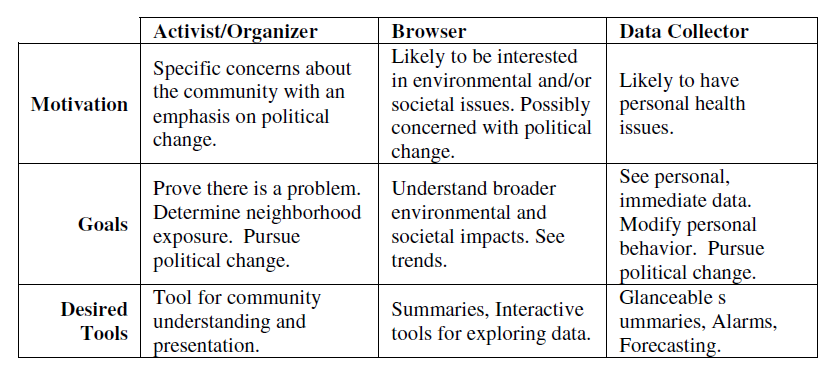 Activist/Organizer Browser Data Collector
Motivation
Specific concerns about
the community with an
emphasis on political
change.
Likely to be interested
in environmental and/or
societal issues. Possibly
concerned with political
change.
Likely to have
personal health
issues.
Goals
Prove there is a problem.
Determine neighborhood
exposure.  Pursue
political change.
Understand broader
environmental and
societal impacts. See
trends.
See personal,
immediate data.
Modify personal
behavior.  Pursue
political change.
Desired
Tools
Tool for community
understanding and
presentation.
Summaries, Interactive
tools for exploring data.
Glanceable s
ummaries, Alarms,
Forecasting.